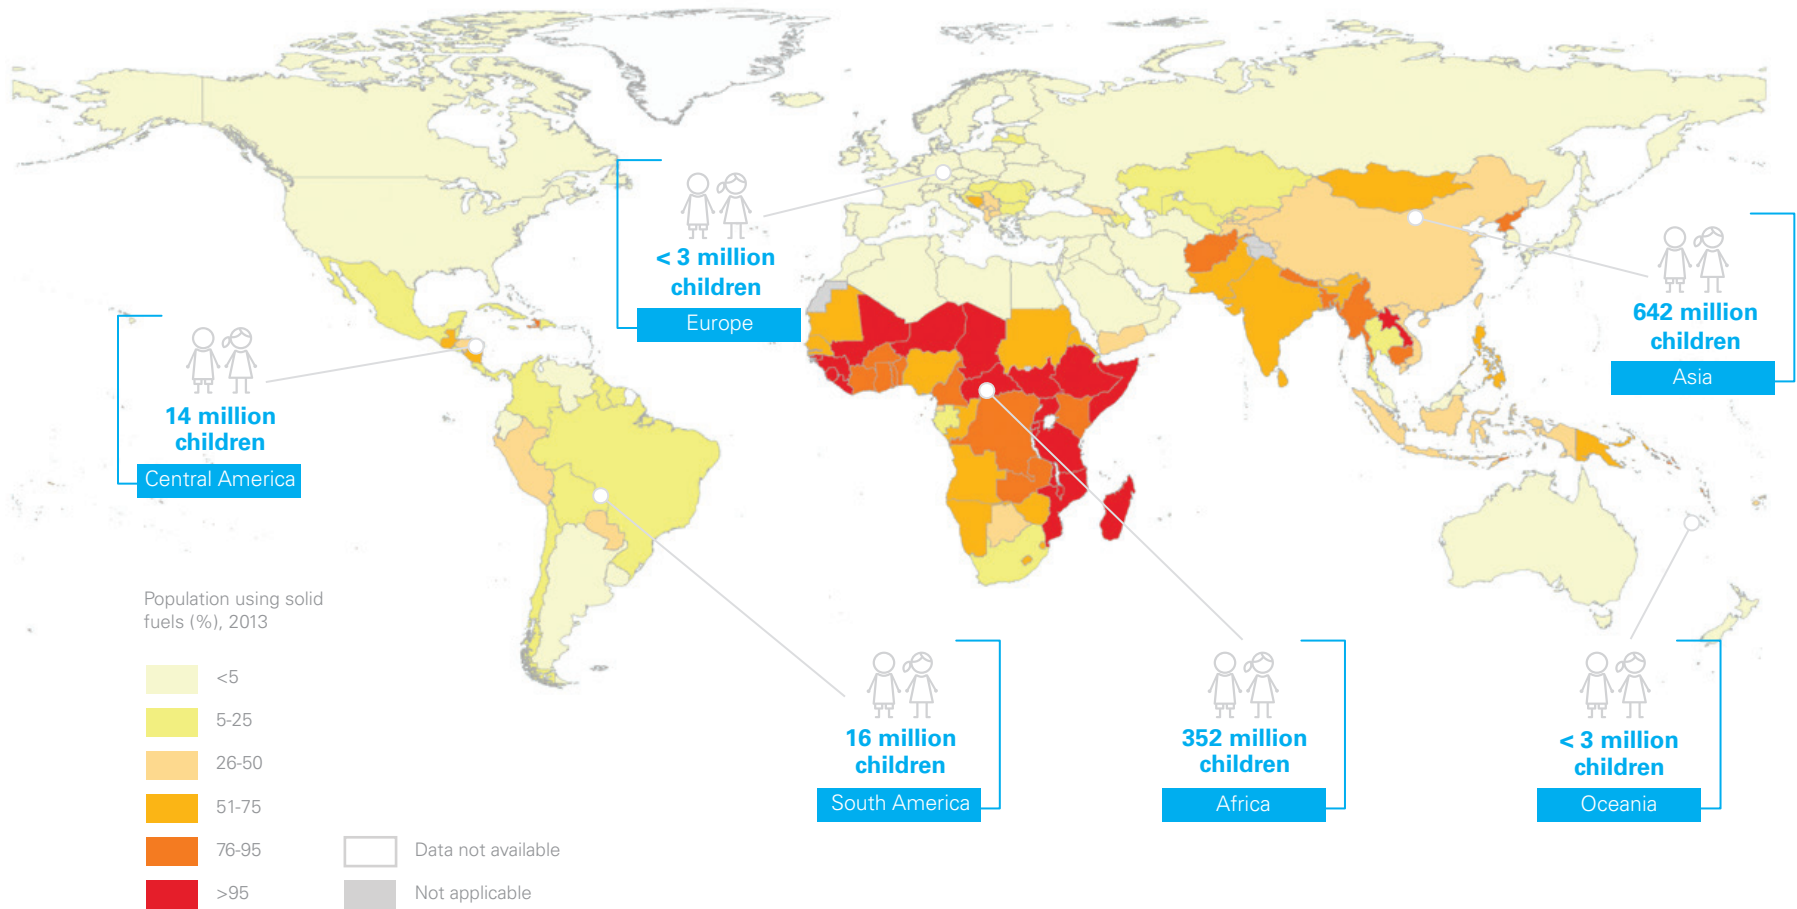 < 3 million
children
Europe
642 million
children
Asia
14 million
children
Central America
Population using solid
fuels (%), 2013
<5
5-25
26-50
51-75
76-95
>95
Data not available
Not applicable
16 million
children
South America
352 million
children
Africa
< 3 million
children
Oceania